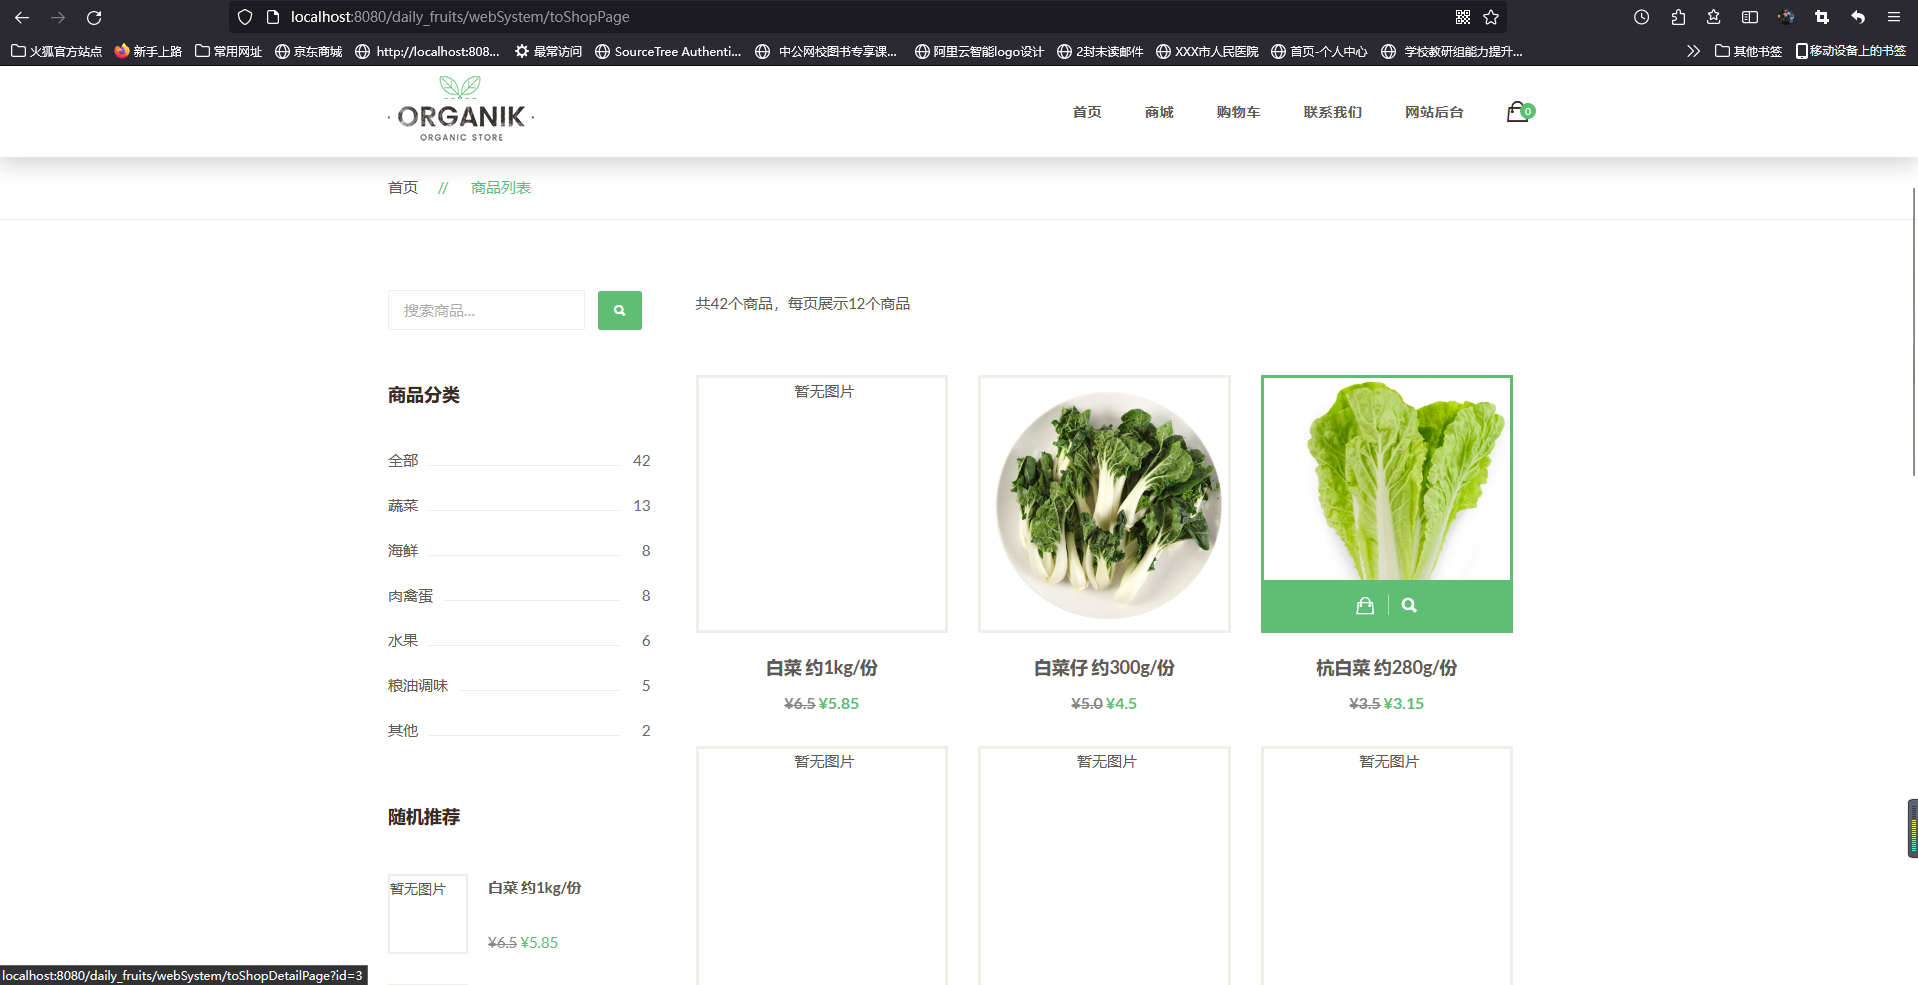 localhost:8080/daily_fruits/webSystem/toShopPage
火狐官方站点 新手上路 常用网址 京东商城 http://localhost:808... 最常访问 SourceTree Authenti... 中公网校图书专享课... 阿里云智能logo设计 2封未读邮件 XXX市人民医院 首页-个人中心 学校教研组能力提升... 其他书签 移动设备上的书签
· ORGANIK ·
ORGANIC STORE
首页 商城 购物车 联系我们 网站后台 0
首页 // 商品列表
搜索商品...
共42个商品，每页展示12个商品
商品分类
全部 42
蔬菜 13
海鲜 8
肉禽蛋 8
水果 6
粮油调味 5
其他 2
暂无图片
白菜 约1kg/份
¥6.5 ¥5.85
白菜仔 约300g/份
¥5.0 ¥4.5
杭白菜 约280g/份
¥3.5 ¥3.15
暂无图片 暂无图片 暂无图片
随机推荐
暂无图片
白菜 约1kg/份
¥6.5 ¥5.85
localhost:8080/daily_fruits/webSystem/toShopDetailPage?id=3